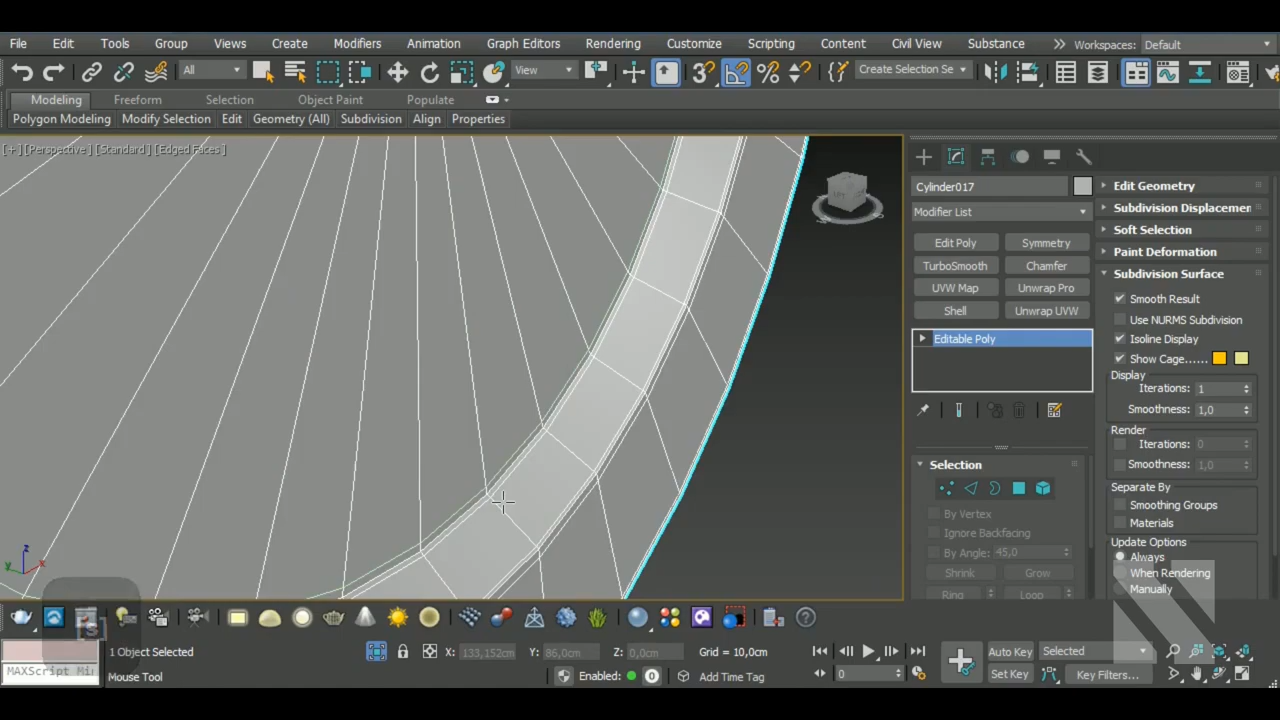 File Edit Tools Group Views Create Modifiers Animation Graph Editors Rendering Customize Scripting Content Civil View Substance Workspaces: Default
All View Create Selection Se
Modeling Freeform Selection Object Paint Populate
Polygon Modeling Modify Selection Edit Geometry (All) Subdivision Align Properties
[+] [Perspective] [Standard] [Edged Faces]
Cylinder017
Modifier List
Edit Poly Symmetry
TurboSmooth Chamfer
UVW Map Unwrap Pro
Shell Unwrap UVW
Editable Poly
Selection
By Vertex
Ignore Backfacing
By Angle: 45,0
Shrink Grow
Ring Loop
Edit Geometry
Subdivision Displacemen
Soft Selection
Paint Deformation
Subdivision Surface
Smooth Result
Use NURMS Subdivision
Isoline Display
Show Cage......
Display
Iterations: 1
Smoothness: 1,0
Render
Iterations: 0
Smoothness: 1,0
Separate By
Smoothing Groups
Materials
Update Options
Always
When Rendering
Manually
z
y x
[s]
MAXScript Mi
1 Object Selected
Mouse Tool
X: 133,152cm Y: 86,0cm Z: 0,0cm Grid = 10,0cm
Enabled: 0 Add Time Tag
0
Auto Key Selected
Set Key Key Filters...